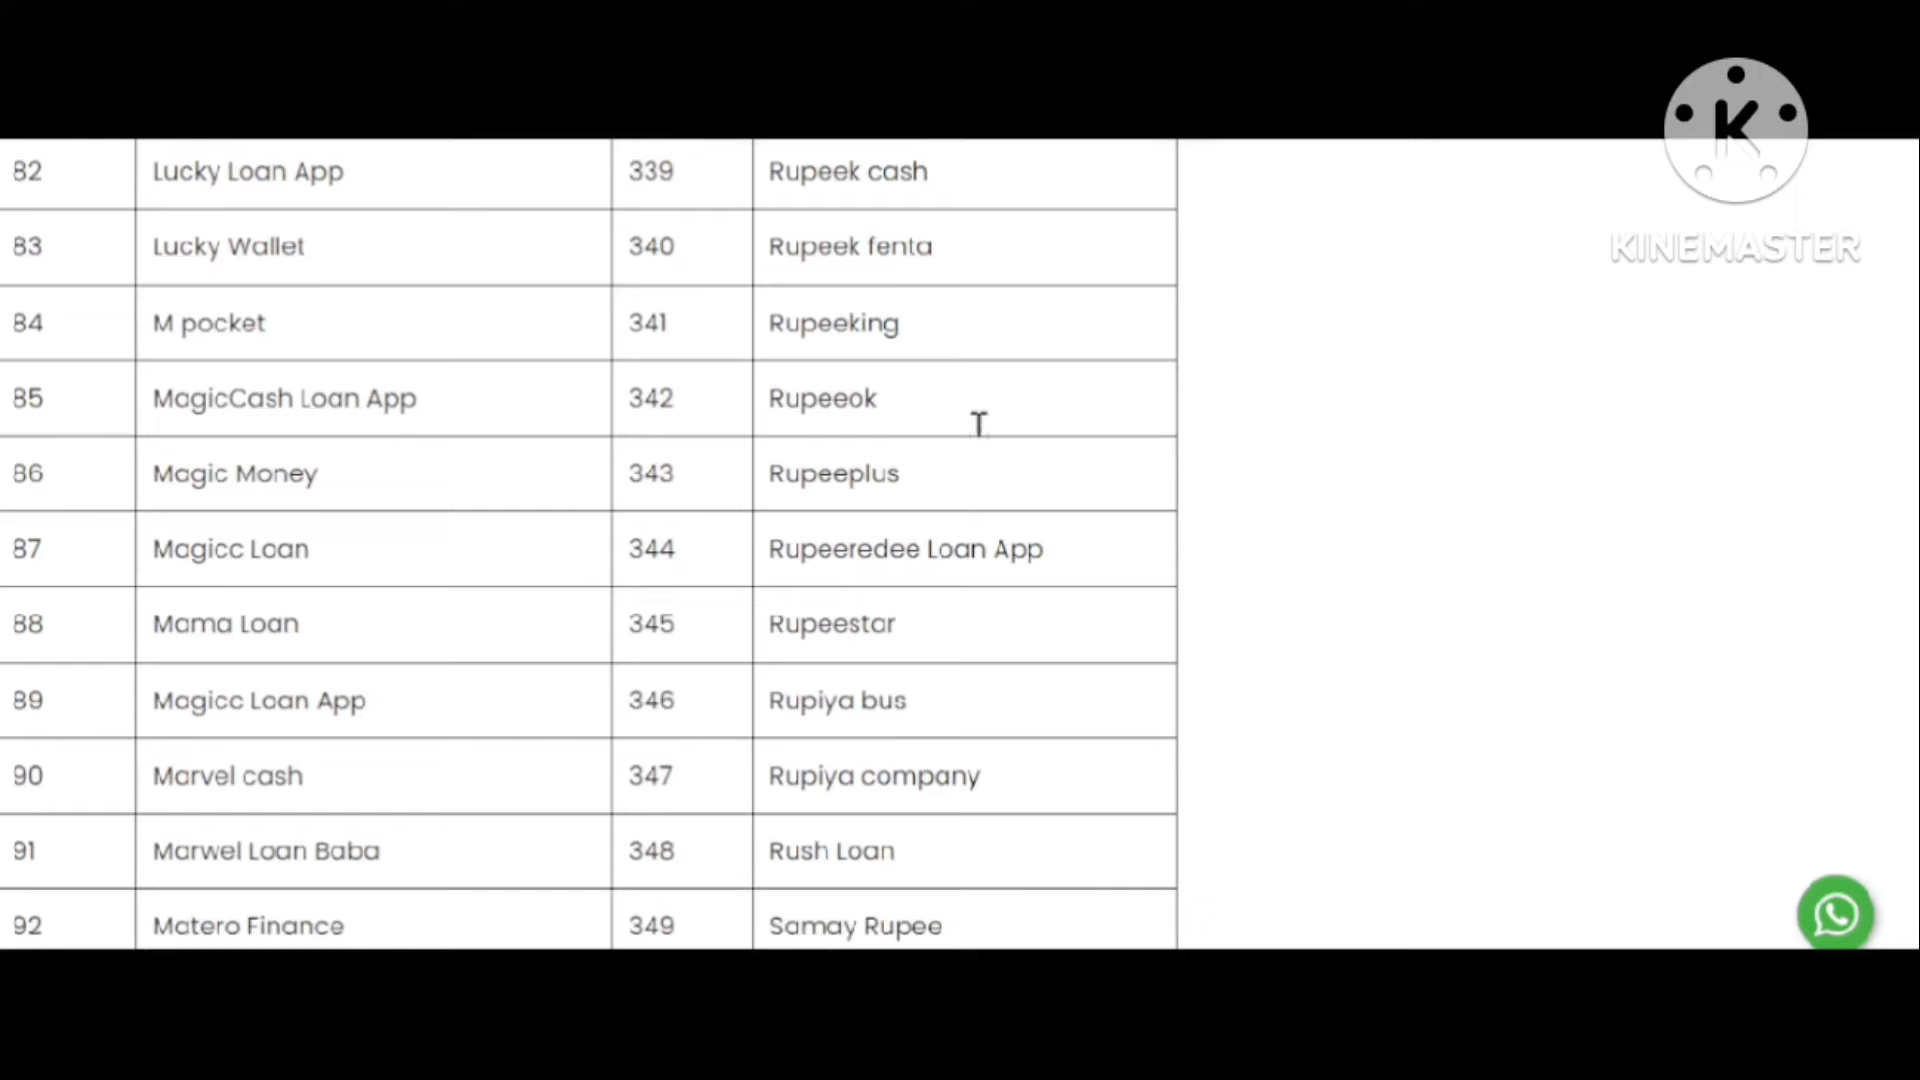 KINEMASTER
82 Lucky Loan App 339 Rupeek cash
83 Lucky Wallet 340 Rupeek fenta
84 M pocket 341 Rupeeking
85 MagicCash Loan App 342 Rupeeok
86 Magic Money 343 Rupeeplus
87 Magicc Loan 344 Rupeeredee Loan App
88 Mama Loan 345 Rupeestar
89 Magicc Loan App 346 Rupiya bus
90 Marvel cash 347 Rupiya company
91 Marwel Loan Baba 348 Rush Loan
92 Matero Finance 349 Samay Rupee